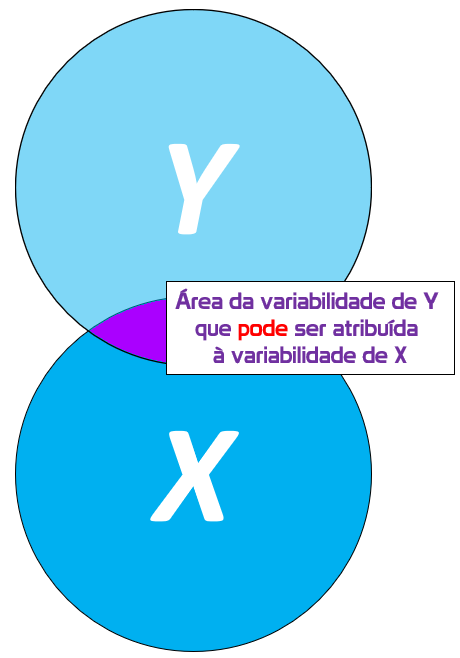 Y
Área da variabilidade de Y
que pode ser atribuída
à variabilidade de X
X